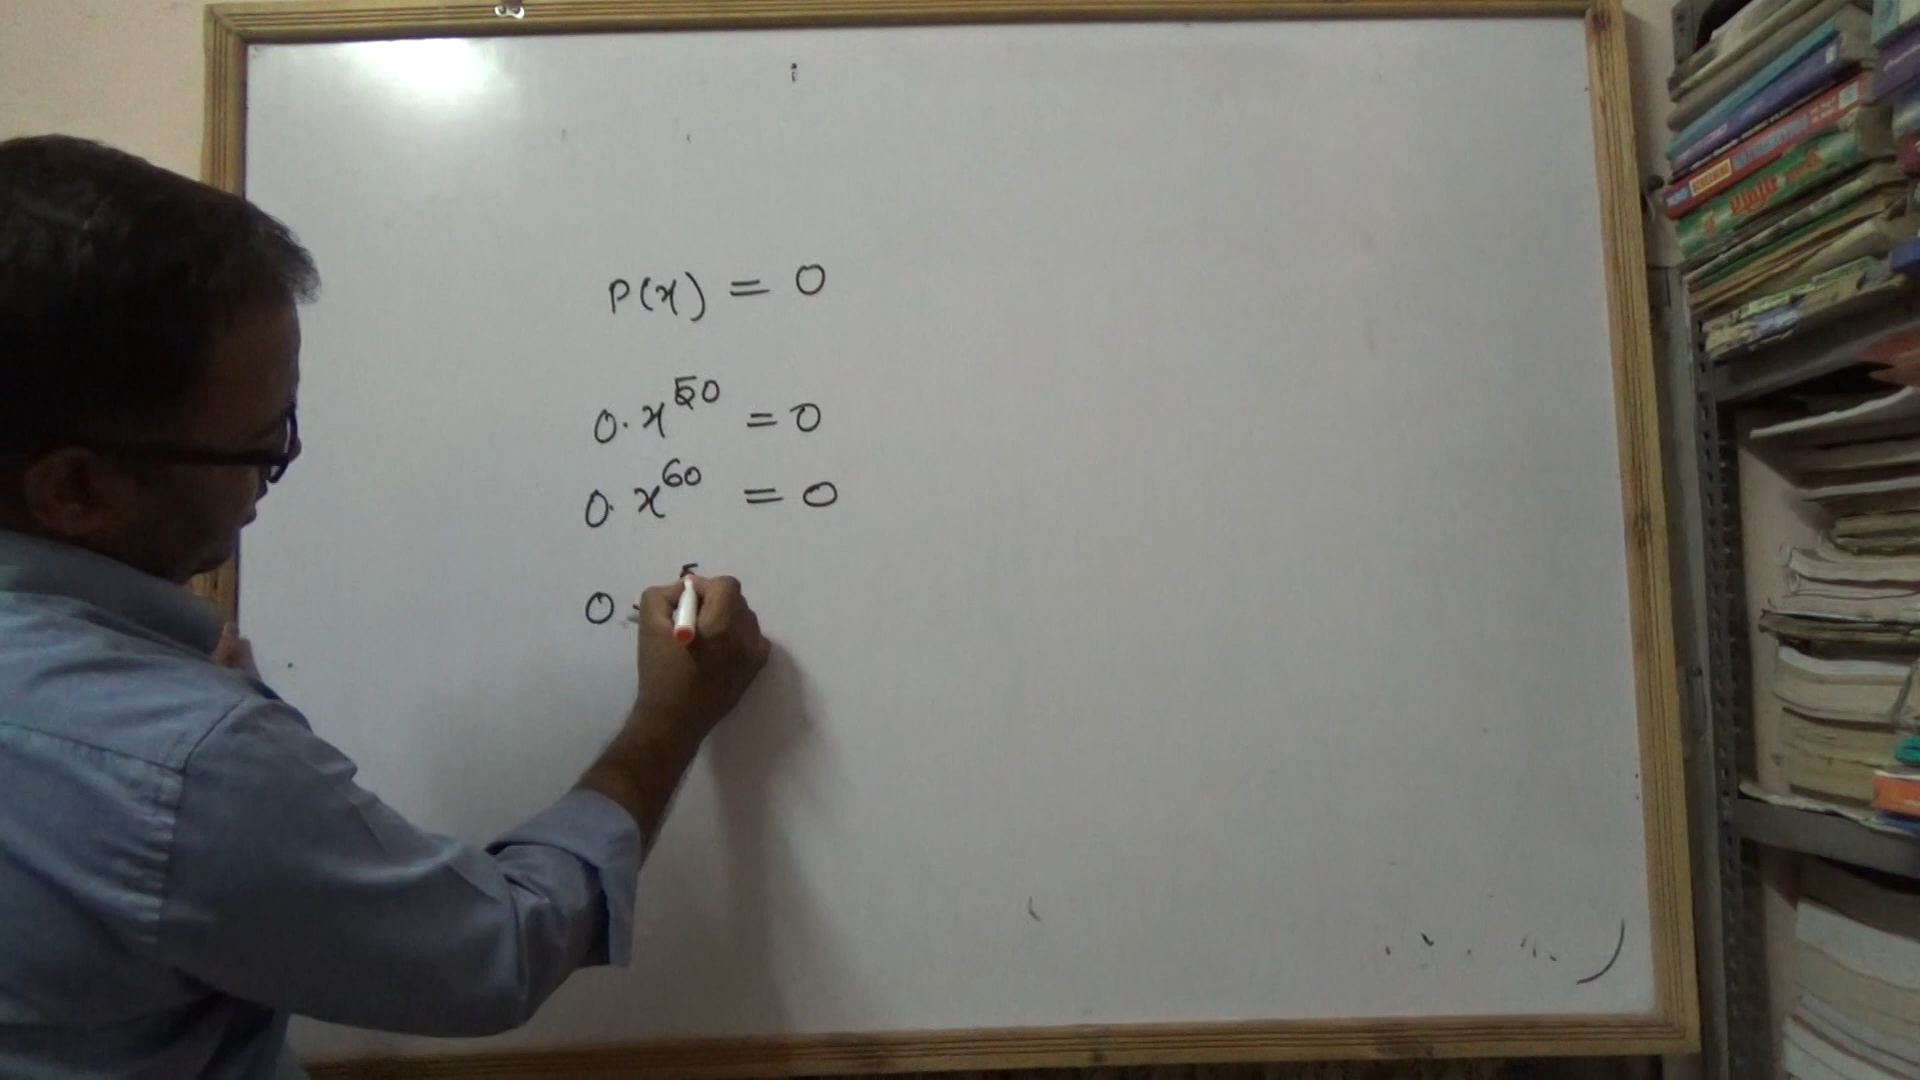 P(x) = 0
0. x^50 = 0
0. x^60 = 0
0.